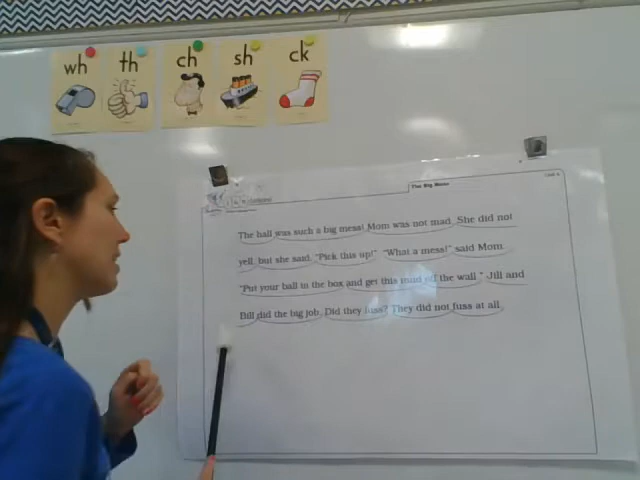 wh th ch sh ck
The Big Mess
Unit 4
The hall was such a big mess! Mom was not mad. She did not
yell, but she said, "Pick this up!" "What a mess!" said Mom.
"Put your ball in the box and get this mud off the wall." Jill and
Bill did the big job. Did they fuss? They did not fuss at all.